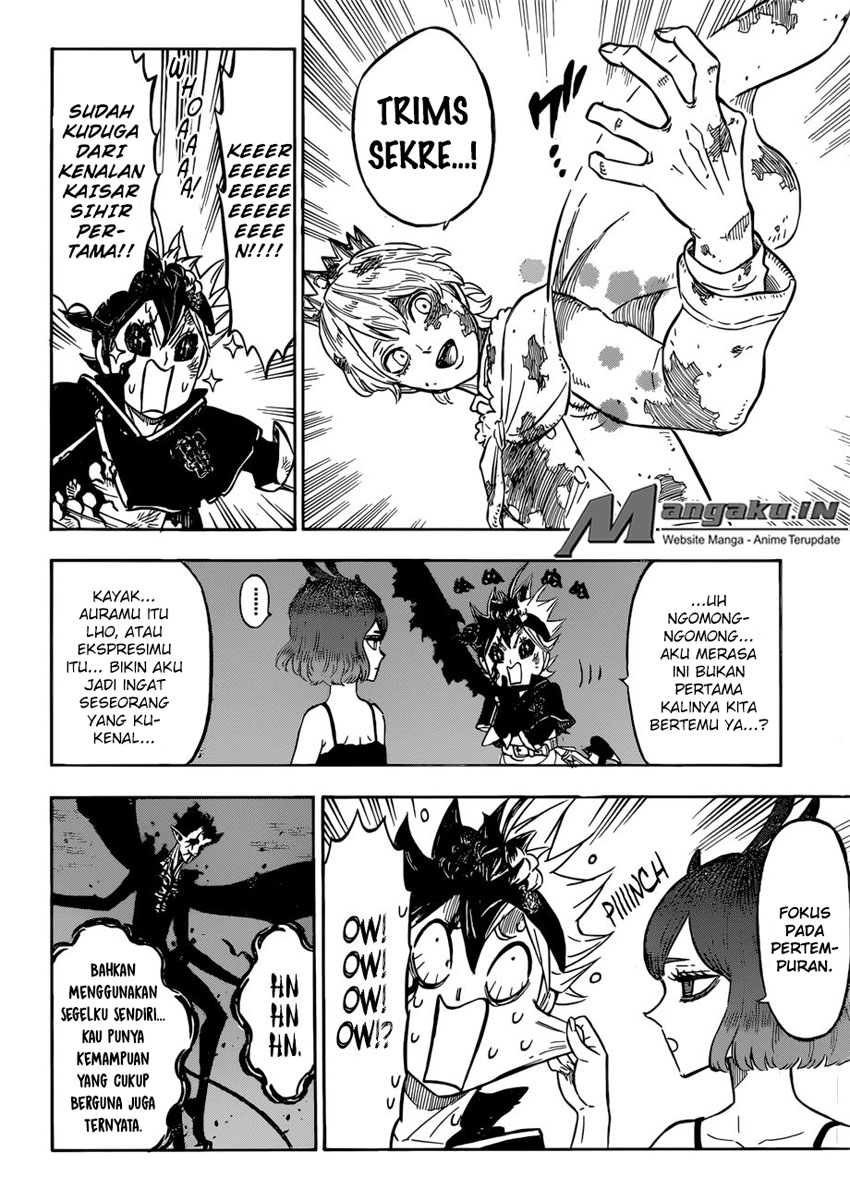 TRIMS
SEKRE...!
グッ
WHOAAAA!
KEEER
EEEEE
EEEEE
EEEEE
EEEE
N!!!!
SUDAH
KUDUGA
DARI
KENALAN
KAISAR
SIHIR
PER-
TAMA!!
Mangaku.IN
Website Manga - Anime Terupdate
...UH
NGOMONG-
NGOMONG...
AKU MERASA
INI BUKAN
PERTAMA
KALINYA KITA
BERTEMU YA...?
........
KAYAK...
AURAMU ITU
LHO, ATAU
EKSPRESIMU
ITU... BIKIN AKU
JADI INGAT
SESEORANG
YANG KU-
KENAL...
FOKUS
PADA
PERTEM-
PURAN.
PIIIINCH
OW!
OW!
OW!
OW!?
HN
HN
HN.
BAHKAN
MENGGUNAKAN
SEGELKU SENDIRI...
KAU PUNYA
KEMAMPUAN
YANG CUKUP
BERGUNA JUGA
TERNYATA.